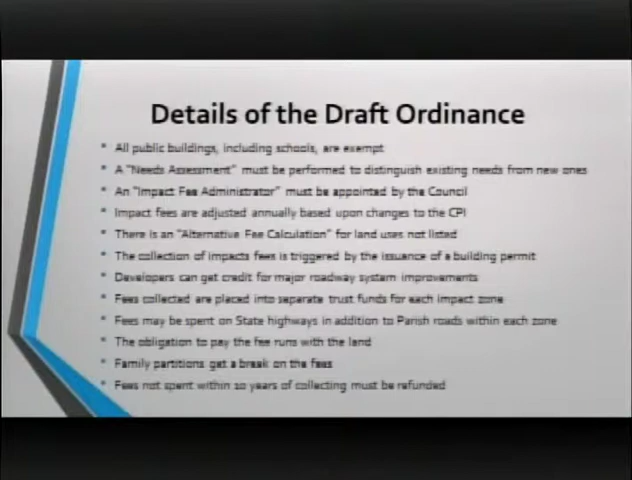 Details of the Draft Ordinance
All public buildings, including schools, are exempt
A "Needs Assessment" must be performed to distinguish existing needs from new ones
An "Impact Fee Administrator" must be appointed by the Council
Impact fees are adjusted annually based upon changes to the CPI
There is an "Alternative Fee Calculation" for land uses not listed
The collection of impacts fees is triggered by the issuance of a building permit
Developers can get credit for major roadway system improvements
Fees collected are placed into separate trust funds for each impact zone
Fees may be spent on State highways in addition to Parish roads within each zone
The obligation to pay the fee runs with the land
Family partitions get a break on the fees
Fees not spent within 10 years of collecting must be refunded